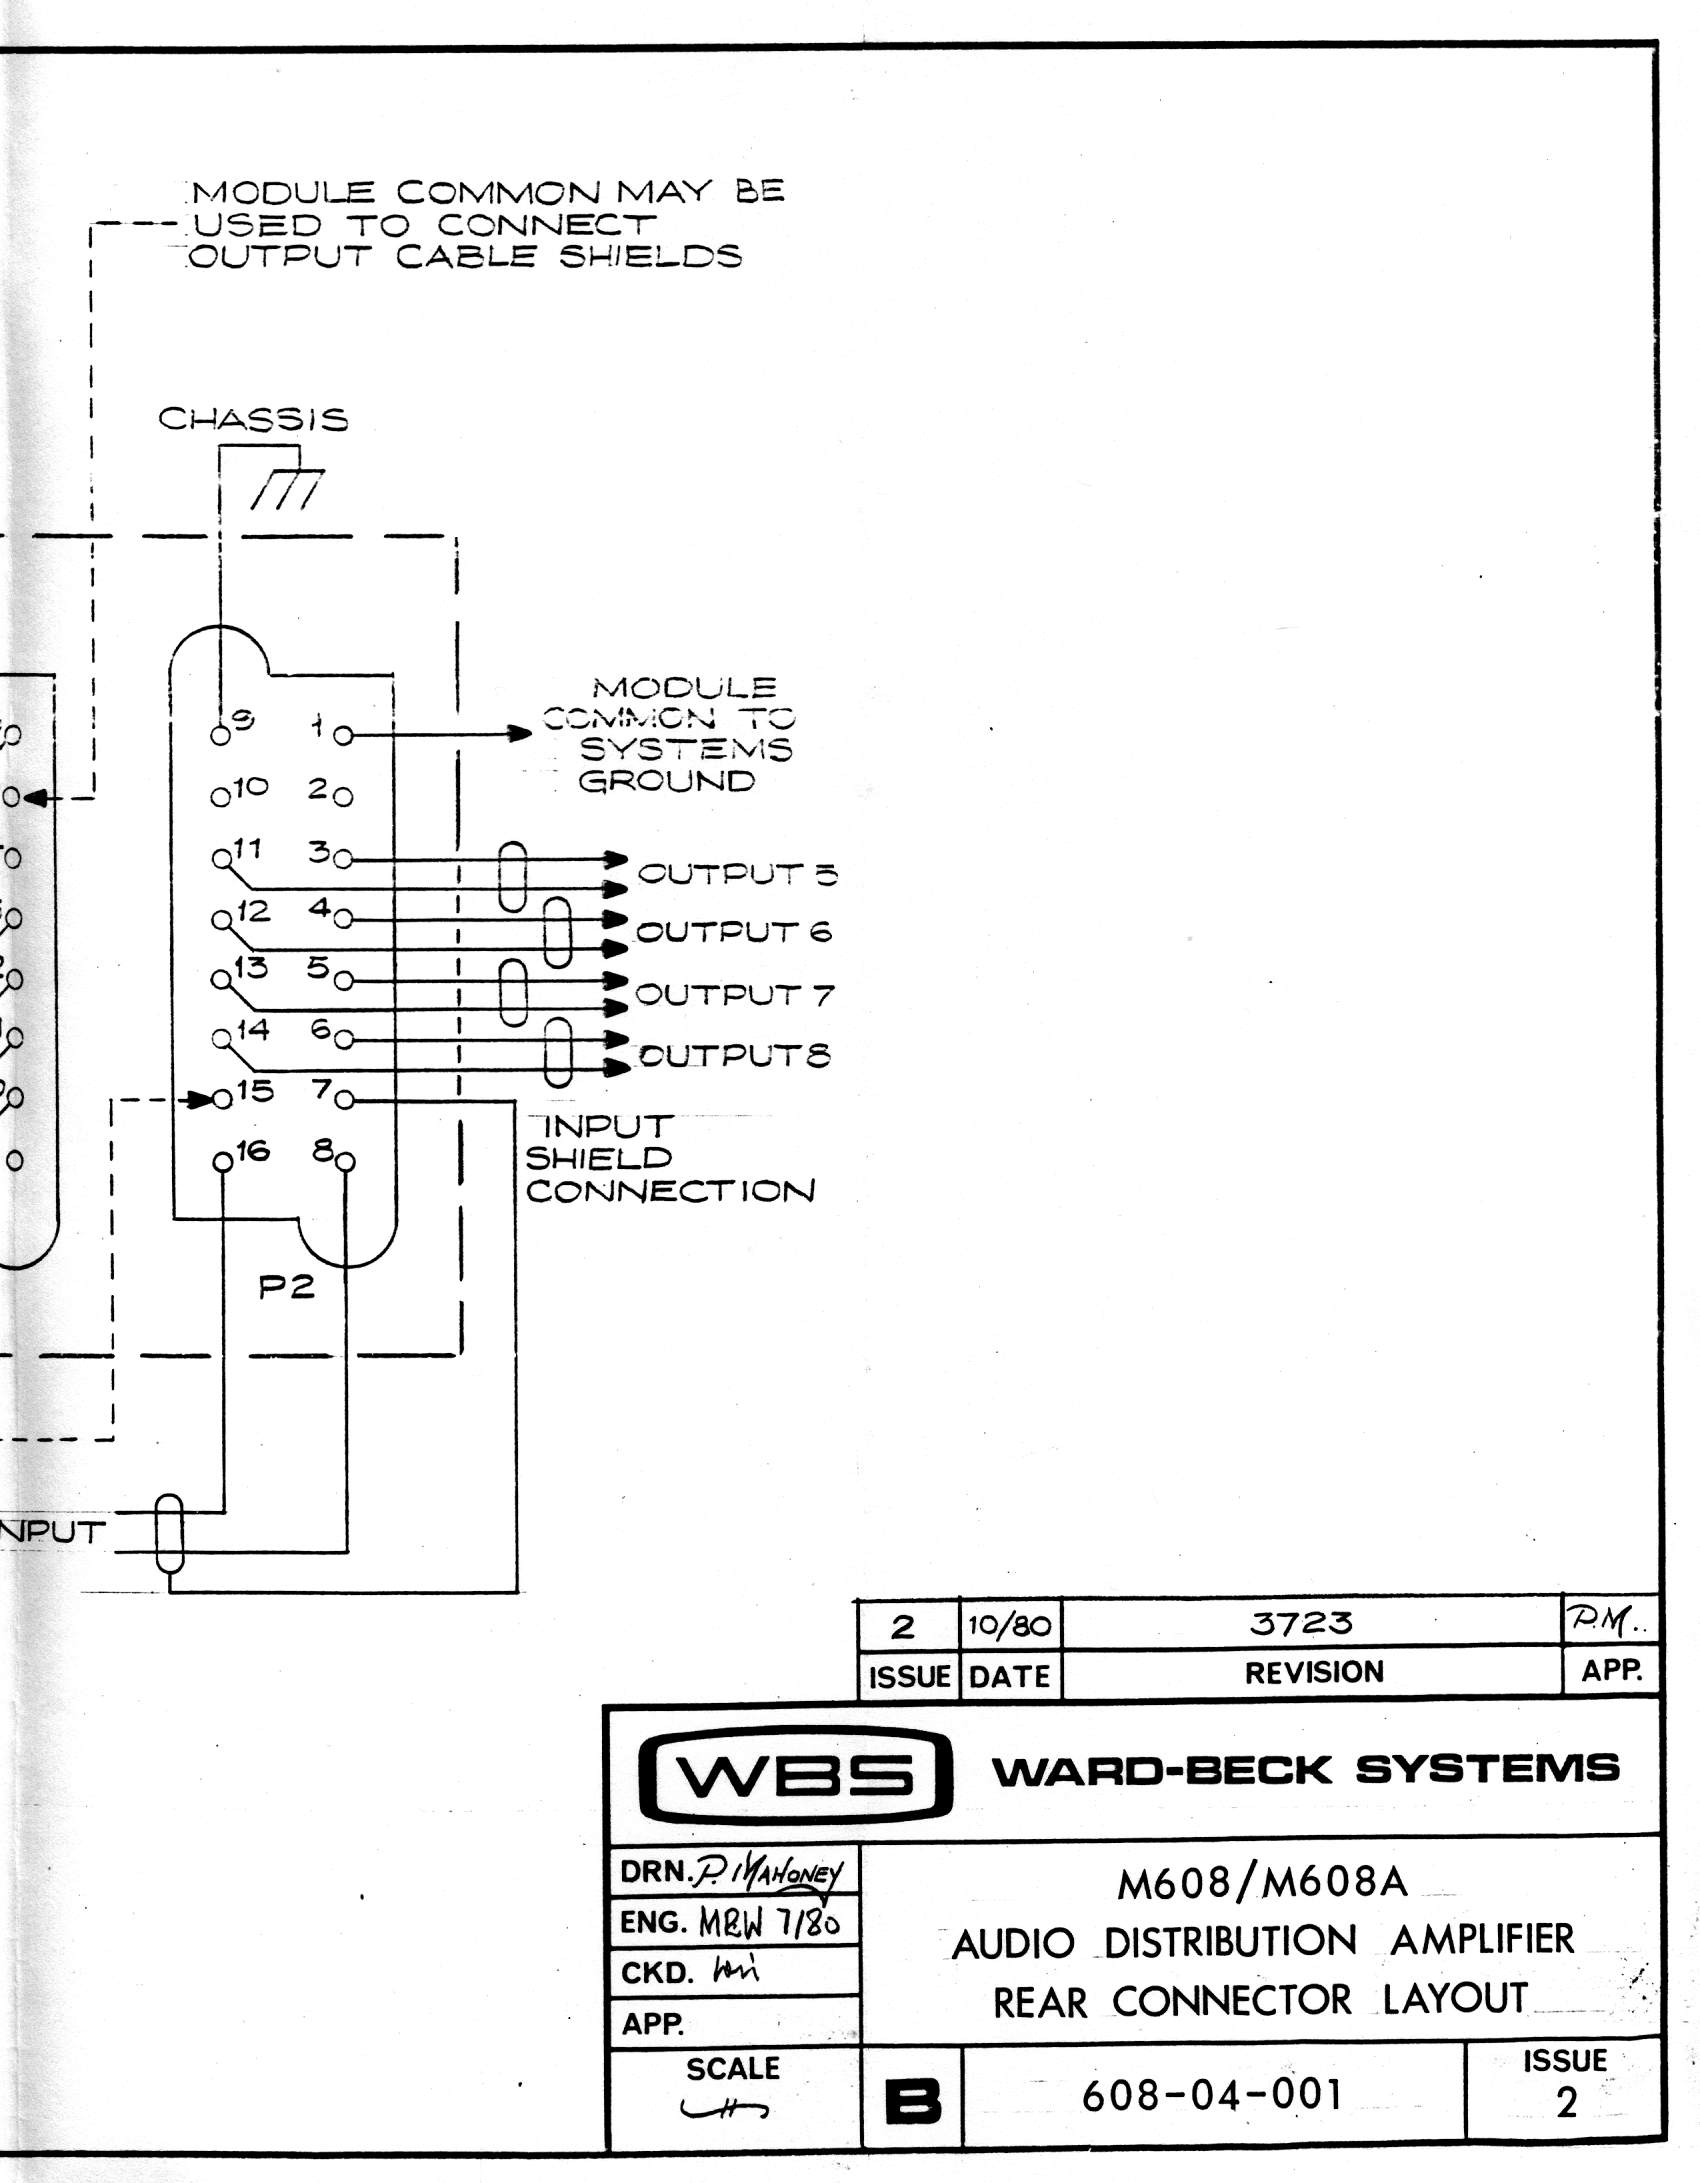 MODULE COMMON MAY BE
USED TO CONNECT
OUTPUT CABLE SHIELDS
CHASSIS
MODULE
COMMON TO
SYSTEMS
GROUND
9 1
10 2
11 3
OUTPUT 5
12 4
OUTPUT 6
13 5
OUTPUT 7
14 6
OUTPUT 8
15 7
16 8
INPUT
SHIELD
CONNECTION
P2
NPUT
2 10/80 3723 P.M.
ISSUE DATE REVISION APP.
WBS WARD-BECK SYSTEMS
DRN. P. MAHONEY
ENG. MRW 7/80
CKD.
APP.
SCALE
M608/M608A
AUDIO DISTRIBUTION AMPLIFIER
REAR CONNECTOR LAYOUT
B
608-04-001
ISSUE
2